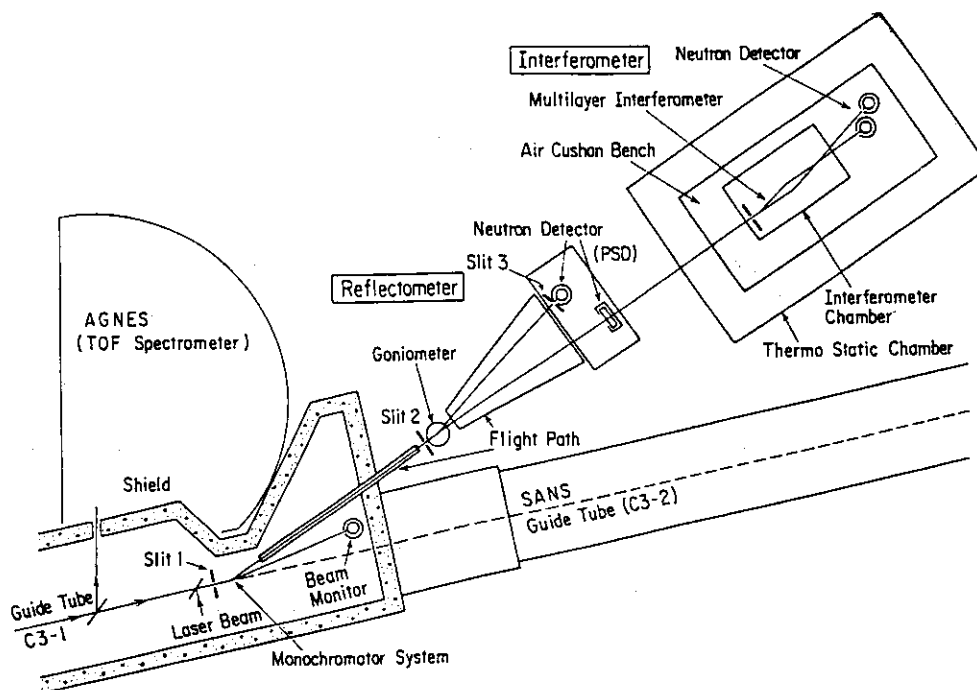 Interferometer
Neutron Detector
Multilayer Interferometer
Air Cushan Bench
Neutron Detector
(PSD)
Slit 3
Reflectometer
Interferometer
Chamber
Thermo Static Chamber
AGNES
(TOF Spectrometer)
Goniometer
Slit 2
Flight Path
Shield
SANS
Guide Tube (C3-2)
Slit 1
Beam
Monitor
Guide Tube
C3-1
Laser Beam
Monochromator System